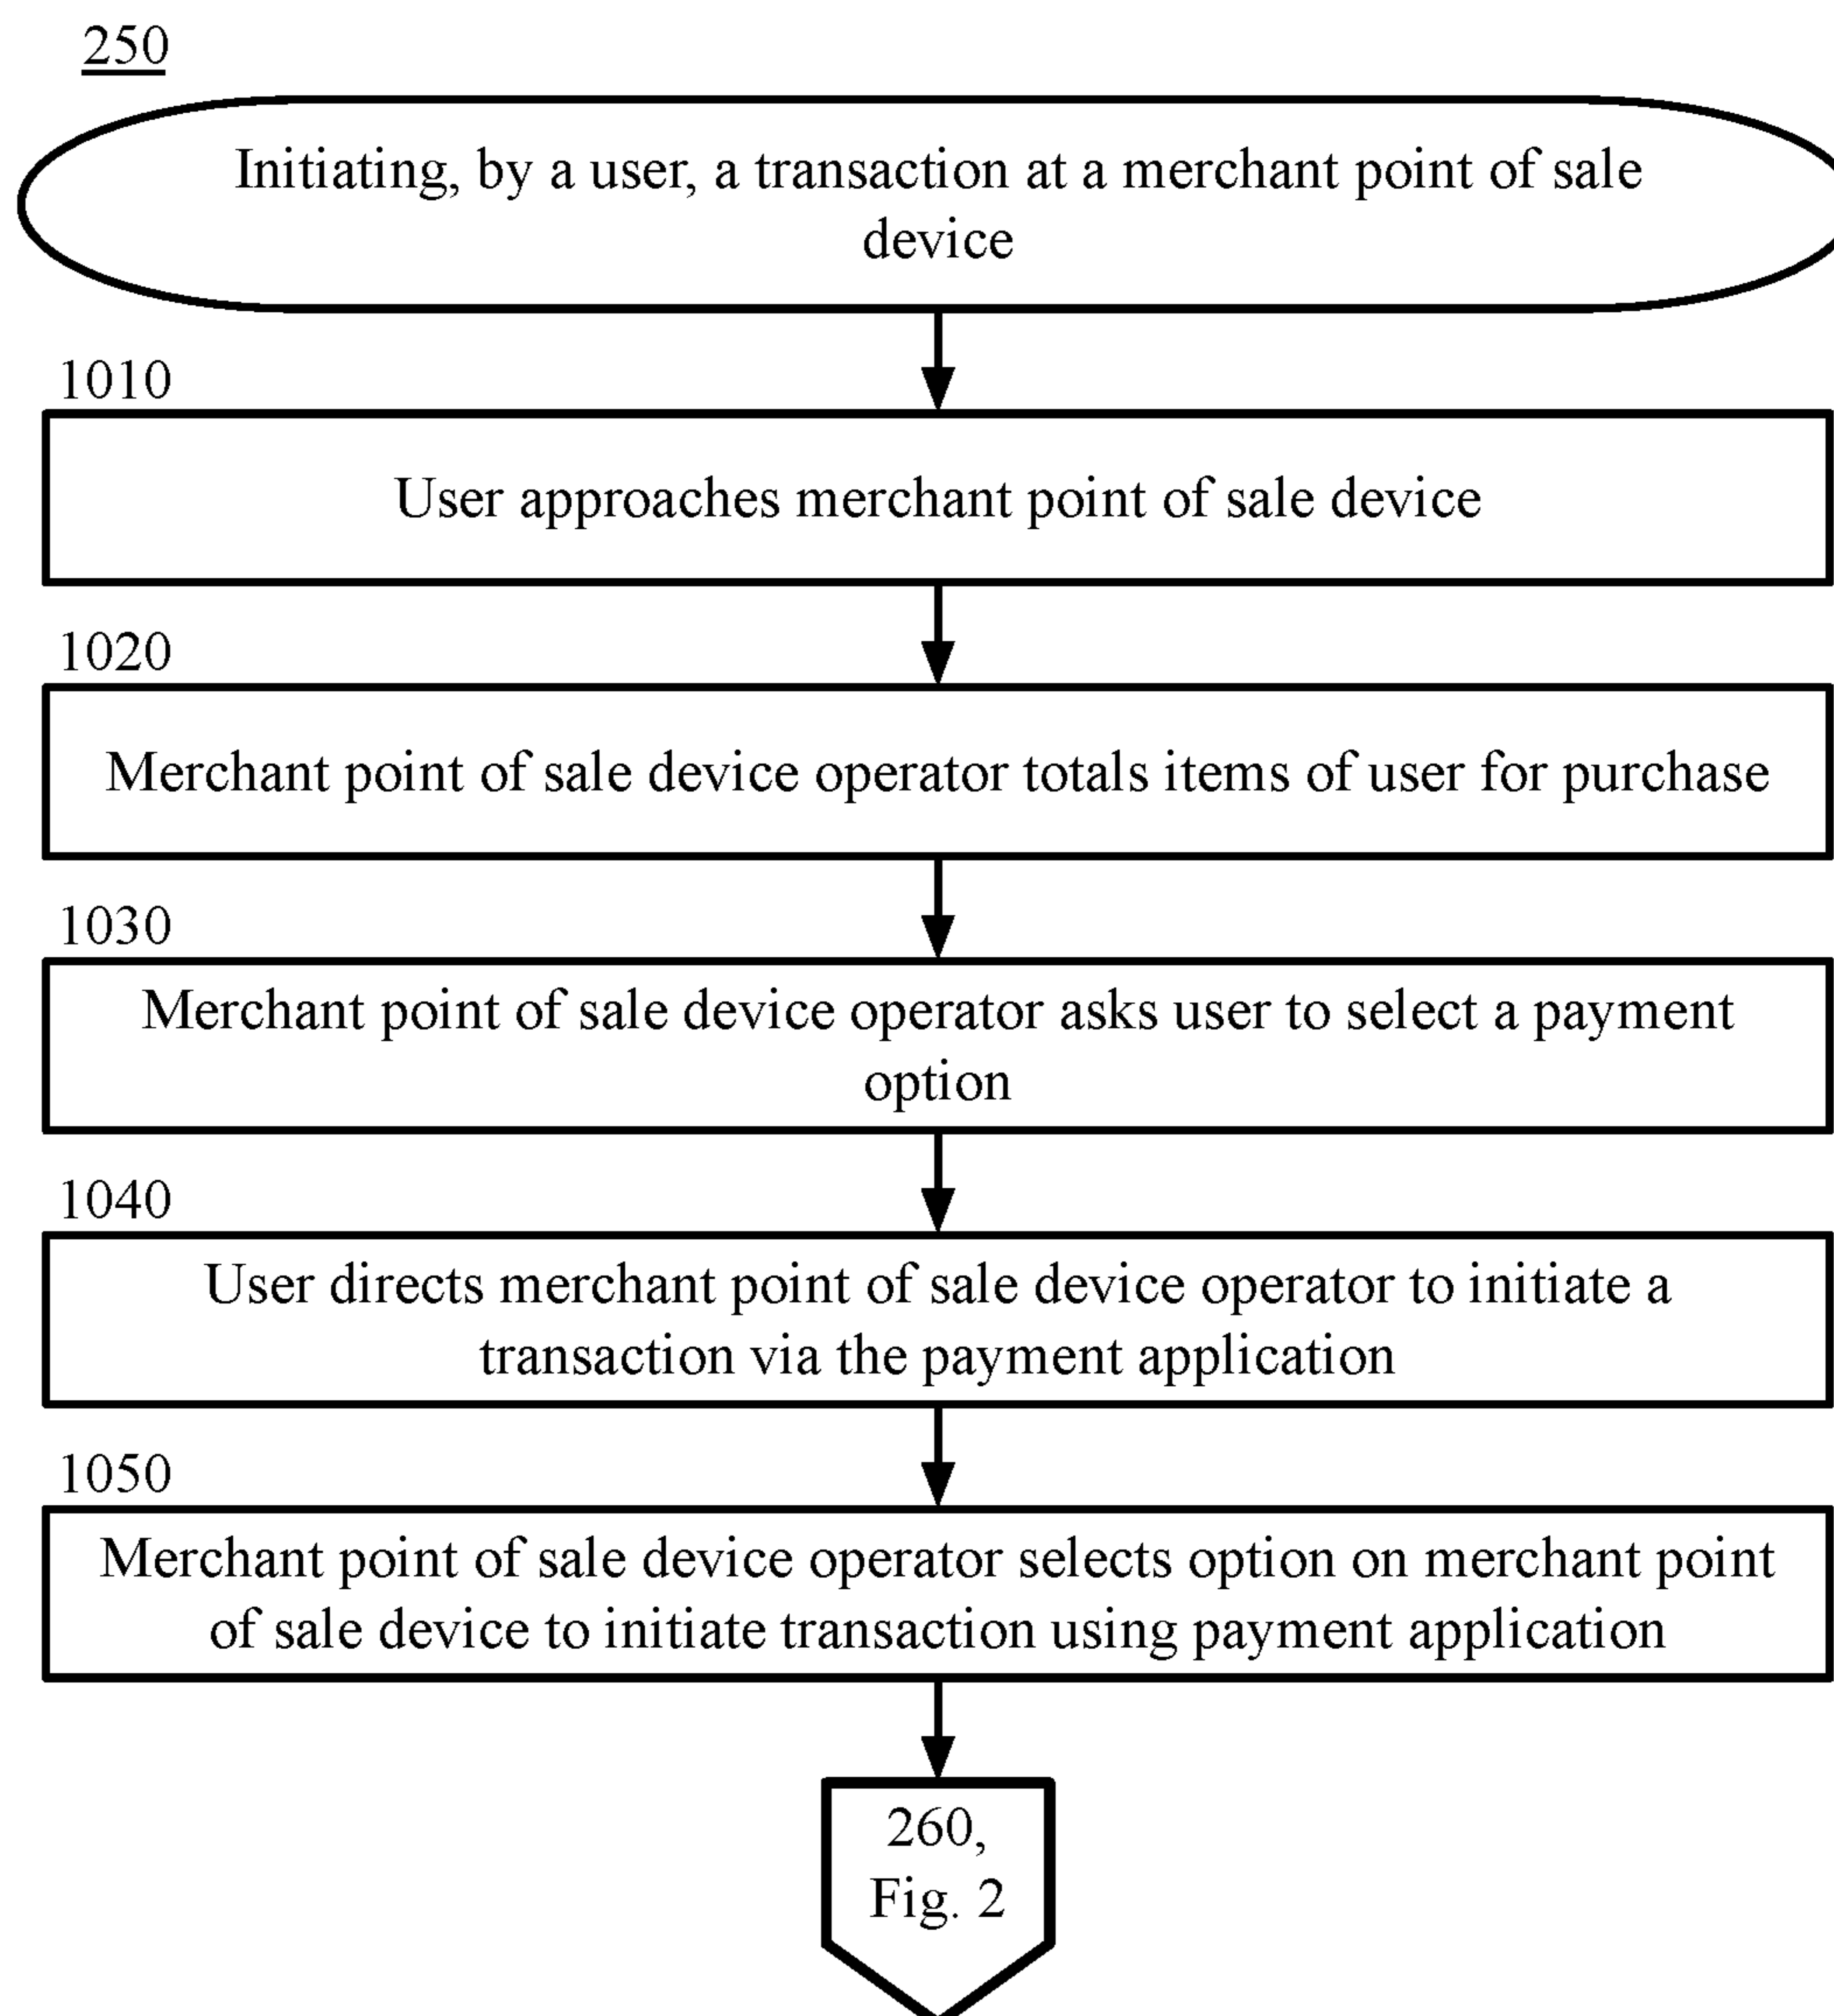 250
Initiating, by a user, a transaction at a merchant point of sale
device
1010
User approaches merchant point of sale device
1020
Merchant point of sale device operator totals items of user for purchase
1030
Merchant point of sale device operator asks user to select a payment
option
1040
User directs merchant point of sale device operator to initiate a
transaction via the payment application
1050
Merchant point of sale device operator selects option on merchant point
of sale device to initiate transaction using payment application
260,
Fig. 2